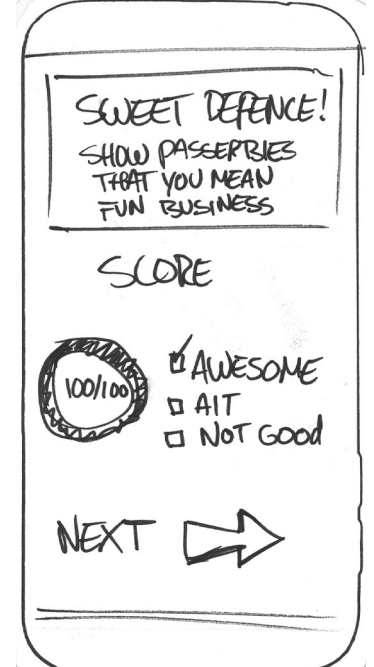 SWEET DEFENCE!
SHOW PASSERBIES
THAT YOU MEAN
FUN BUSINESS
SCORE
100/100
AWESOME
AIT
NOT GOOD
NEXT